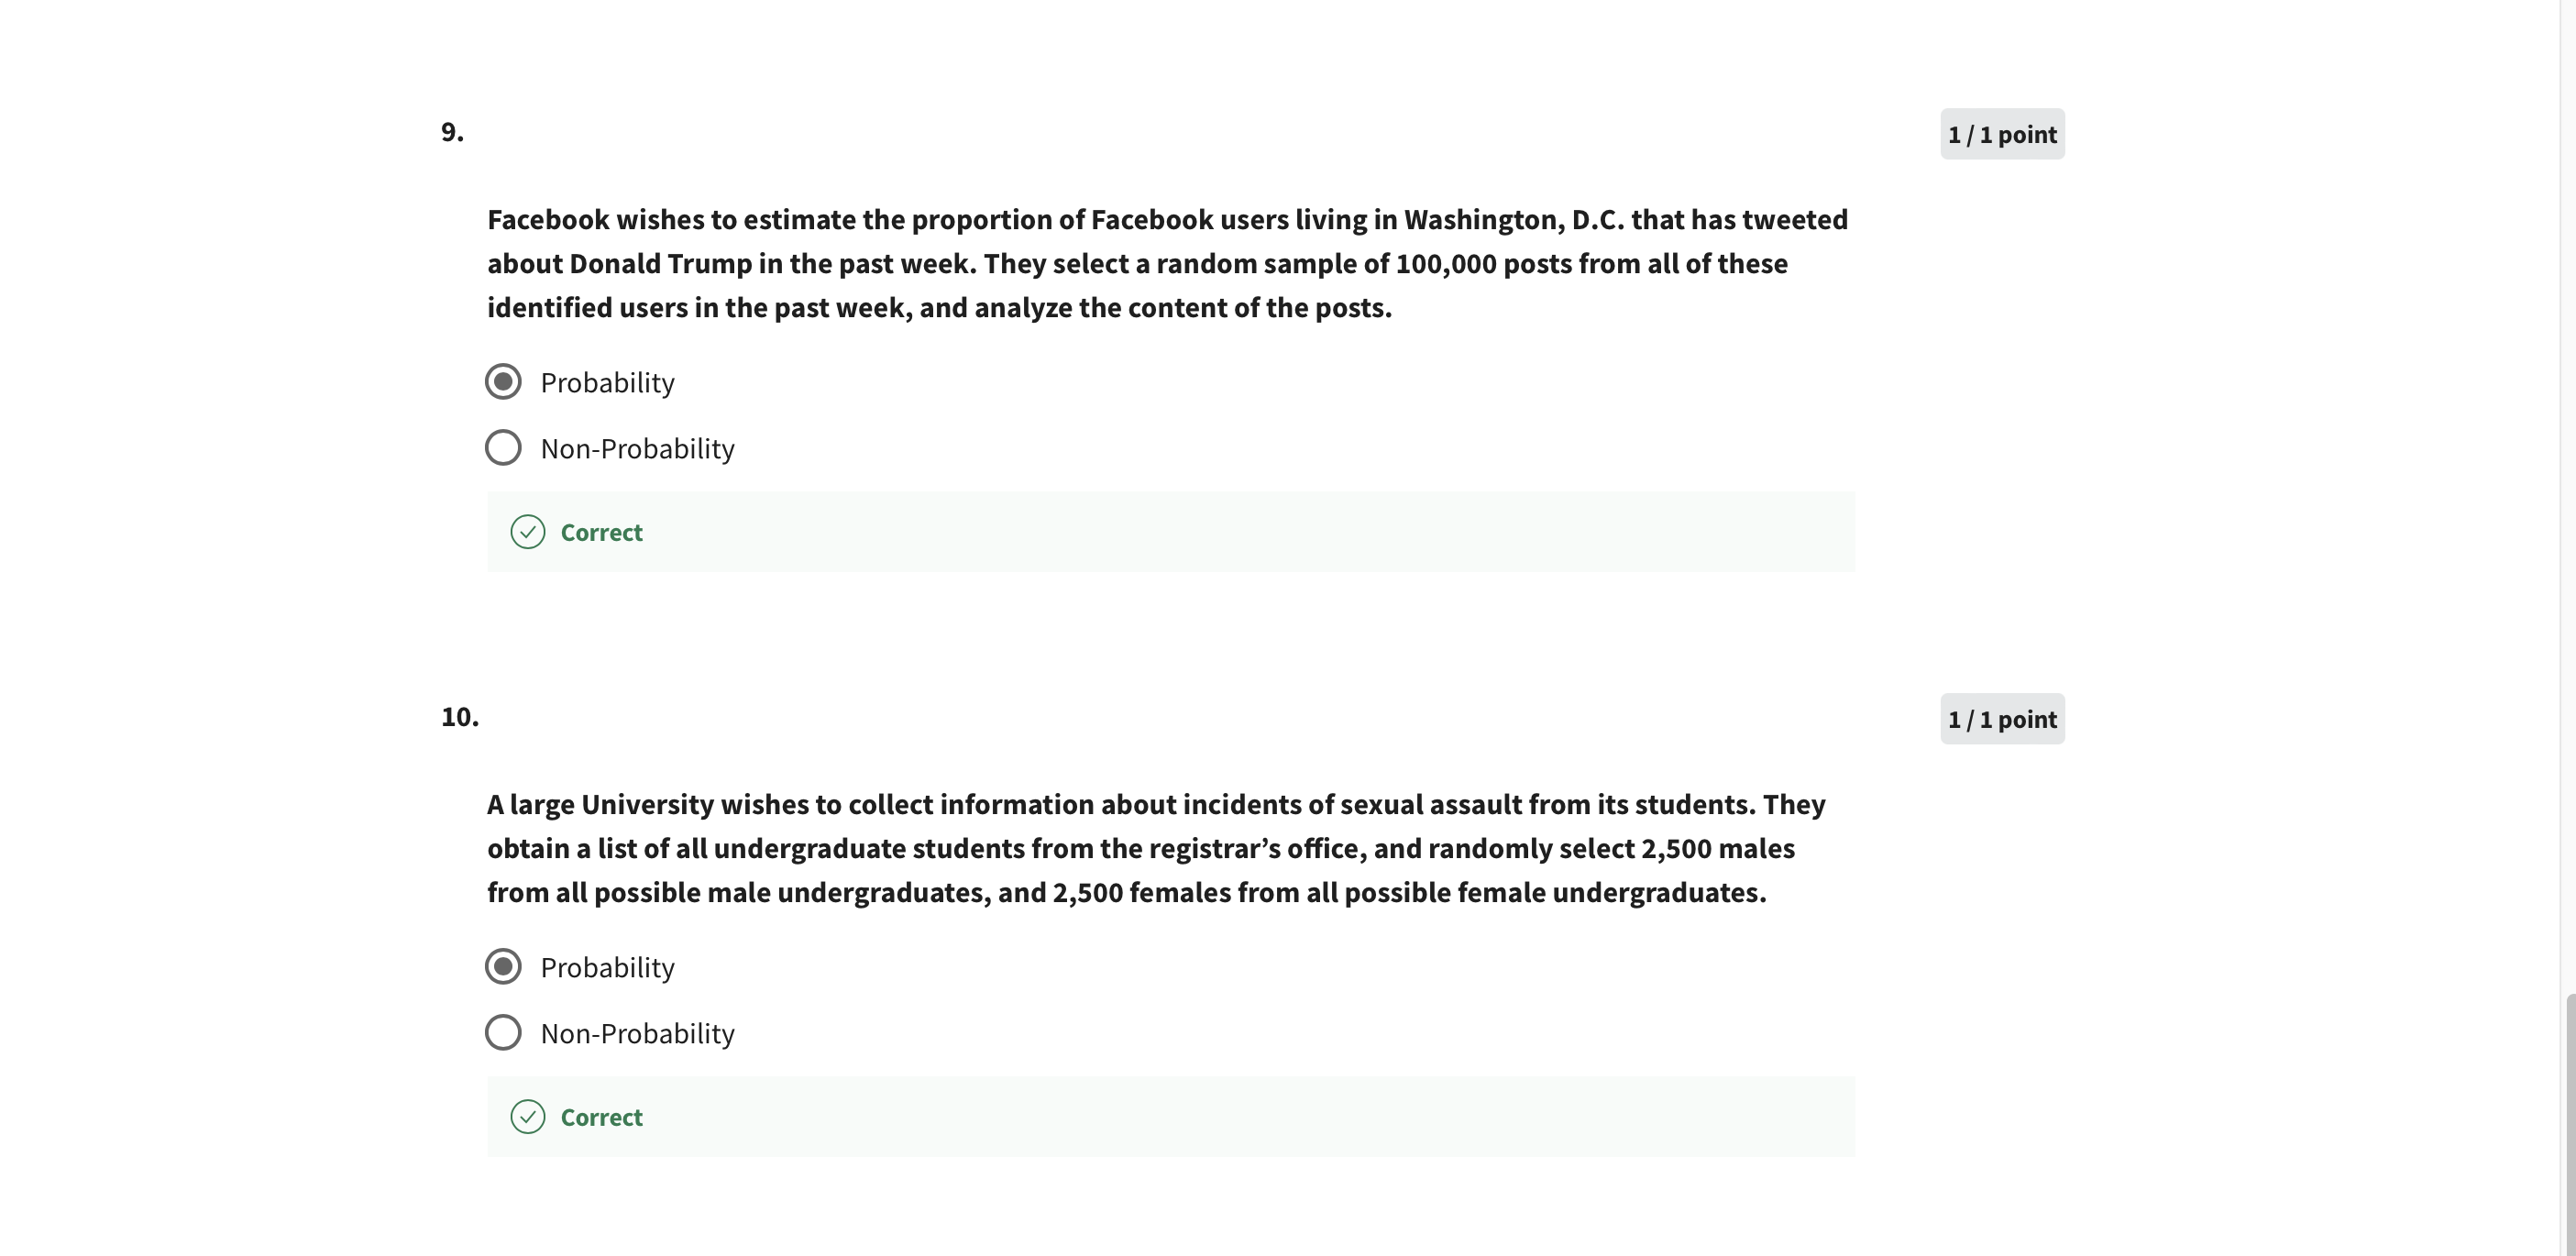 9.
1 / 1 point
Facebook wishes to estimate the proportion of Facebook users living in Washington, D.C. that has tweeted
about Donald Trump in the past week. They select a random sample of 100,000 posts from all of these
identified users in the past week, and analyze the content of the posts.
Probability
Non-Probability
Correct
10.
1 / 1 point
A large University wishes to collect information about incidents of sexual assault from its students. They
obtain a list of all undergraduate students from the registrar’s office, and randomly select 2,500 males
from all possible male undergraduates, and 2,500 females from all possible female undergraduates.
Probability
Non-Probability
Correct